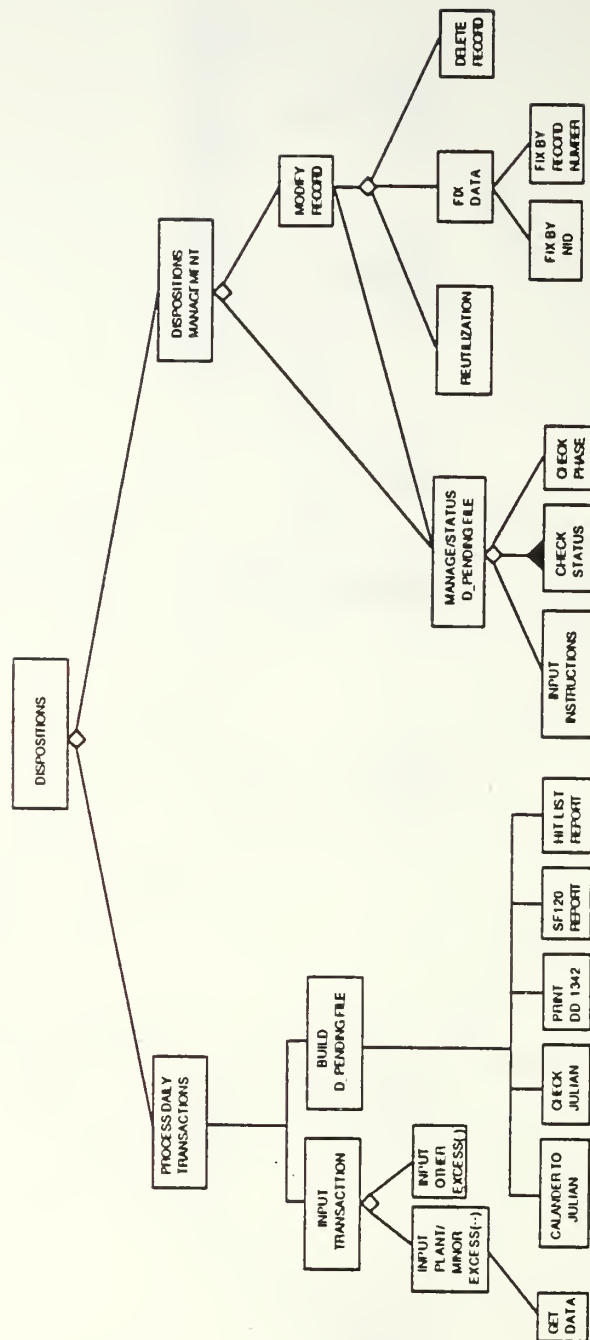 DISPOSITIONS
PROCESS DAILY
TRANSACTIONS
DISPOSITIONS
MANAGEMENT
INPUT
TRANSACTTION
BUILD
D_PENDING FILE
MANAGE/STATUS
D_PENDING FILE
MODIFY
RECORD
INPUT
PLANT/
MINOR
EXCESS(--)
INPUT
OTHER
EXCESS(.)
REUTILIZATION
FIX
DATA
DELETE
RECORD
GET
DATA
CALANDER TO
JULIAN
CHECK
JULIAN
PRINT
DD 1342
SF120
REPORT
HIT LIST
REPORT
INPUT
INSTRUCTIONS
CHECK
STATUS
CHECK
PHASE
FIX BY
NID
FIX BY
RECORD
NUMBER